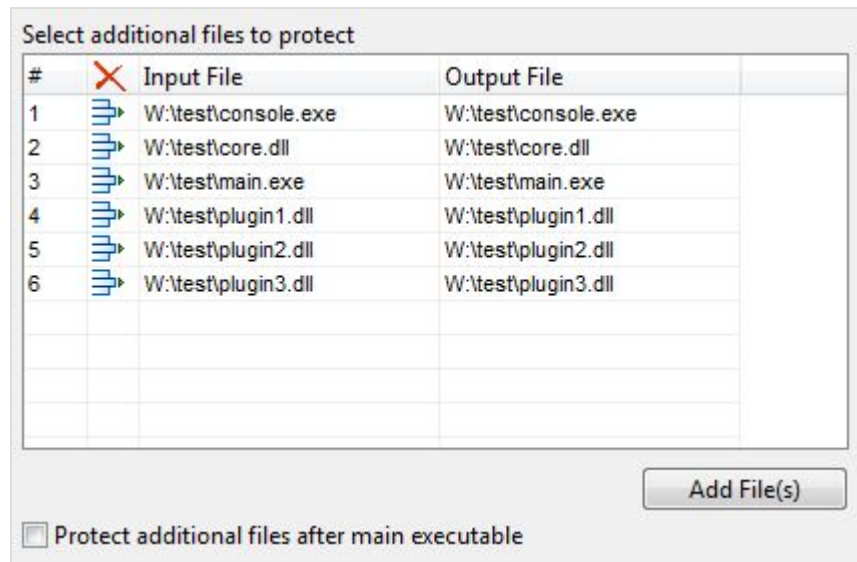 Select additional files to protect
# Input File Output File
1 W:\test\console.exe W:\test\console.exe
2 W:\test\core.dll W:\test\core.dll
3 W:\test\main.exe W:\test\main.exe
4 W:\test\plugin1.dll W:\test\plugin1.dll
5 W:\test\plugin2.dll W:\test\plugin2.dll
6 W:\test\plugin3.dll W:\test\plugin3.dll
Add File(s)
Protect additional files after main executable